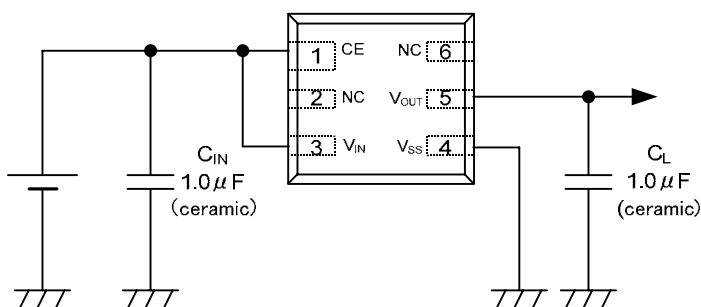 1 CE NC 6
2 NC VOUT 5
3 VIN VSS 4
CIN
1.0μF
(ceramic)
CL
1.0μF
(ceramic)